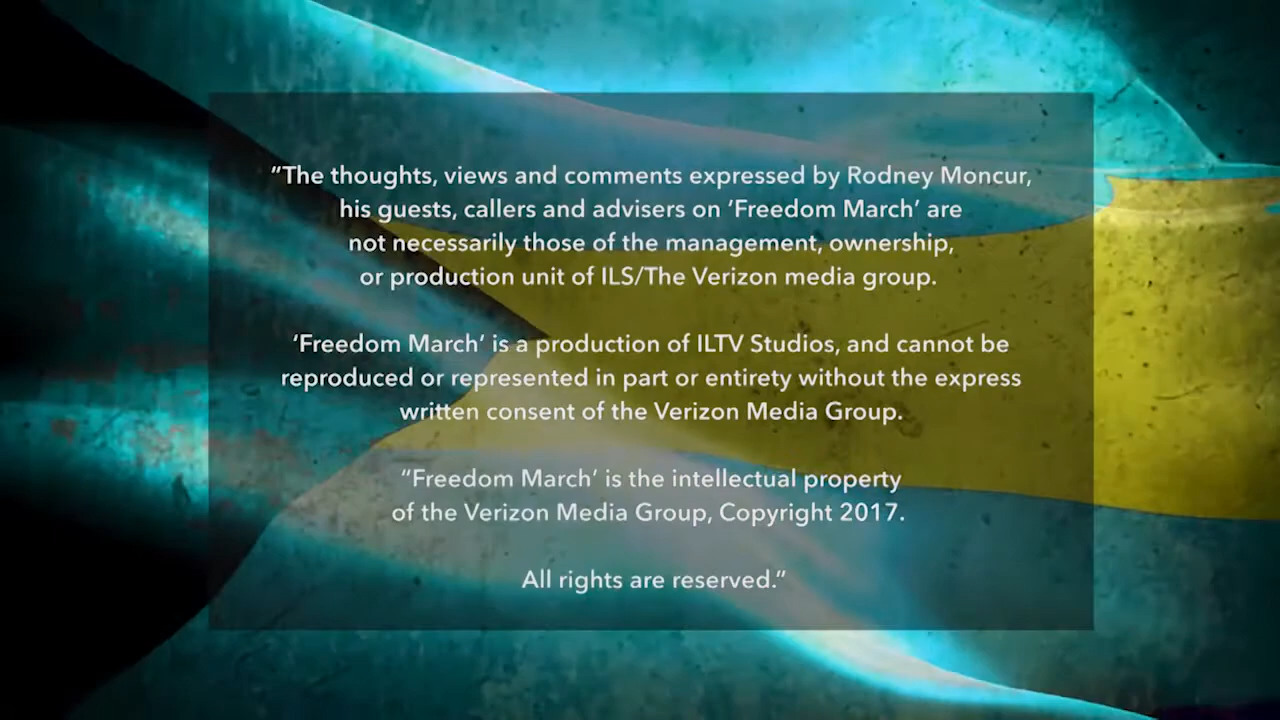 “The thoughts, views and comments expressed by Rodney Moncur,
his guests, callers and advisers on ‘Freedom March’ are
not necessarily those of the management, ownership,
or production unit of ILS/The Verizon media group.
‘Freedom March’ is a production of ILTV Studios, and cannot be
reproduced or represented in part or entirety without the express
written consent of the Verizon Media Group.
“Freedom March’ is the intellectual property
of the Verizon Media Group, Copyright 2017.
All rights are reserved.”